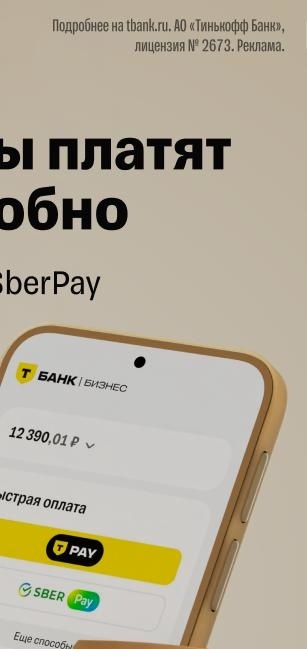 Подробнее на tbank.ru. АО «Тинькофф Банк»,
лицензия № 2673. Реклама.
ы платят
обно
SberPay
Т БАНК | БИЗНЕС
12 390,01 ₽
ыстрая оплата
Т PAY
SBER Pay
Еще способы